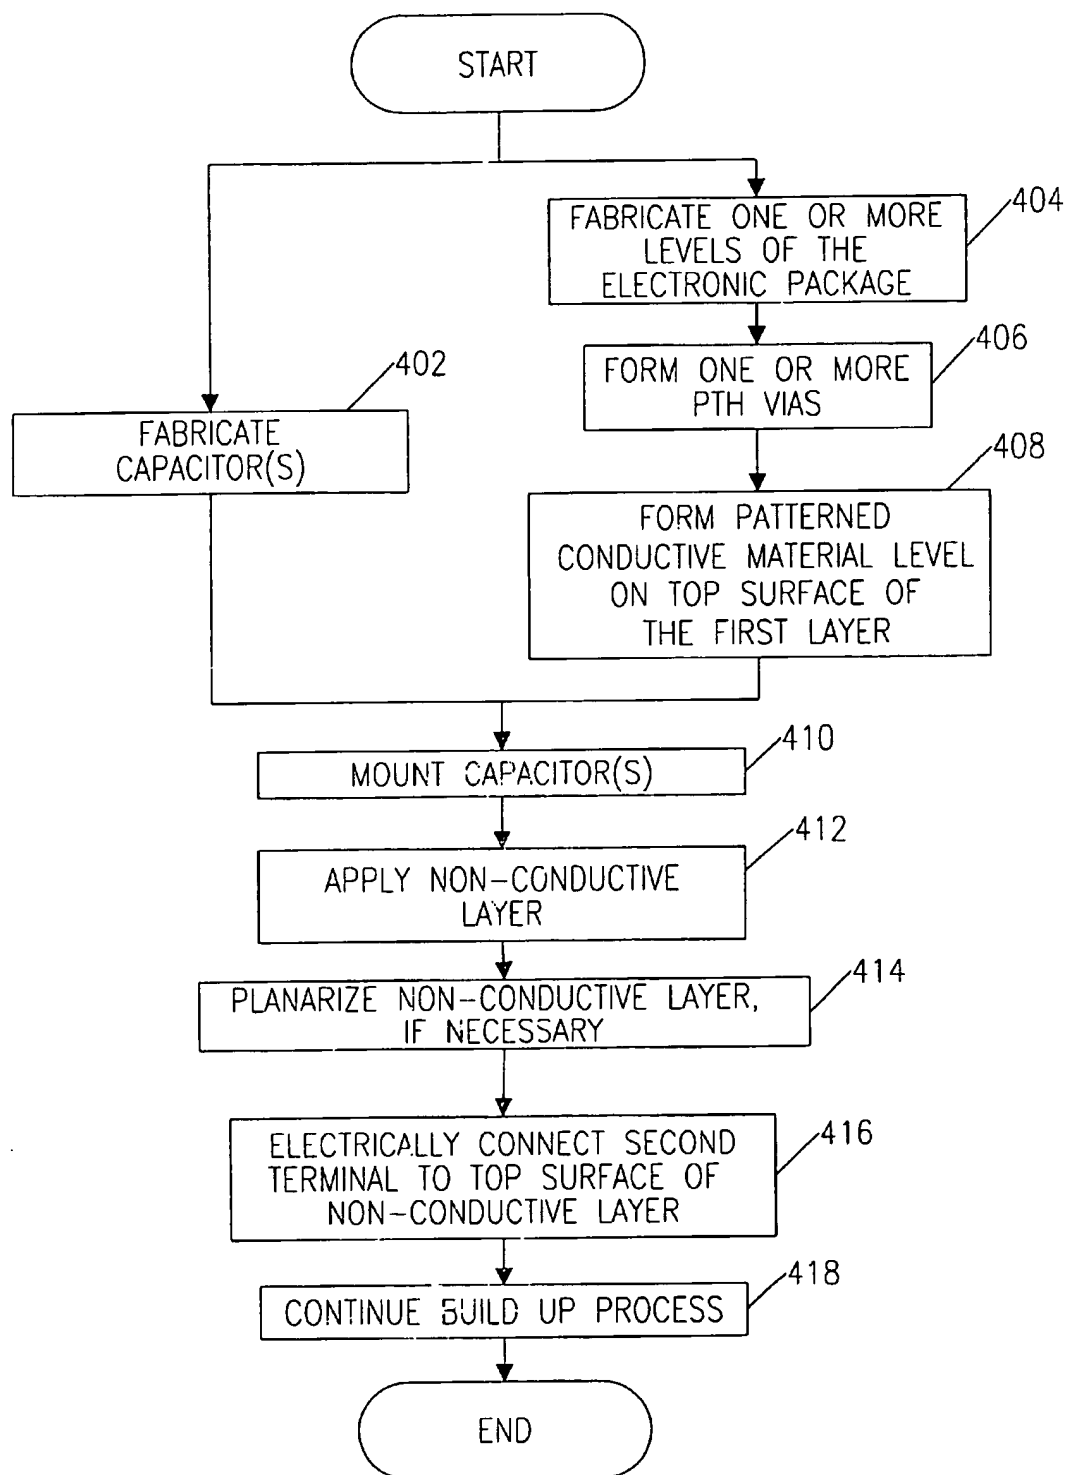 START
404
FABRICATE ONE OR MORE
LEVELS OF THE
ELECTRONIC PACKAGE
406
FORM ONE OR MORE
PTH VIAS
402
FABRICATE
CAPACITOR(S)
408
FORM PATTERNED
CONDUCTIVE MATERIAL LEVEL
ON TOP SURFACE OF
THE FIRST LAYER
410
MOUNT CAPACITOR(S)
412
APPLY NON-CONDUCTIVE
LAYER
414
PLANARIZE NON-CONDUCTIVE LAYER,
IF NECESSARY
416
ELECTRICALLY CONNECT SECOND
TERMINAL TO TOP SURFACE OF
NON-CONDUCTIVE LAYER
418
CONTINUE BUILD UP PROCESS
END